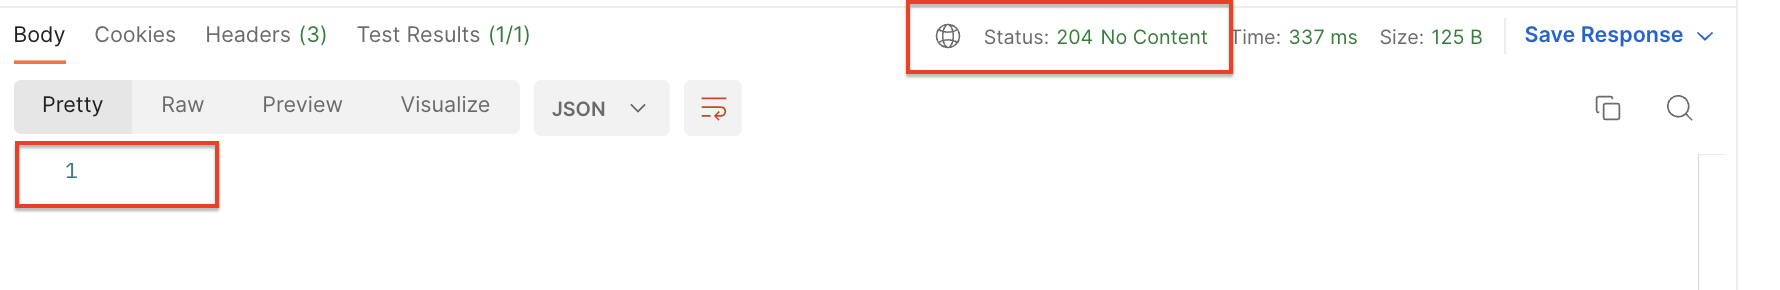 Body Cookies Headers (3) Test Results (1/1) Status: 204 No Content Time: 337 ms Size: 125 B Save Response
Pretty Raw Preview Visualize JSON
1